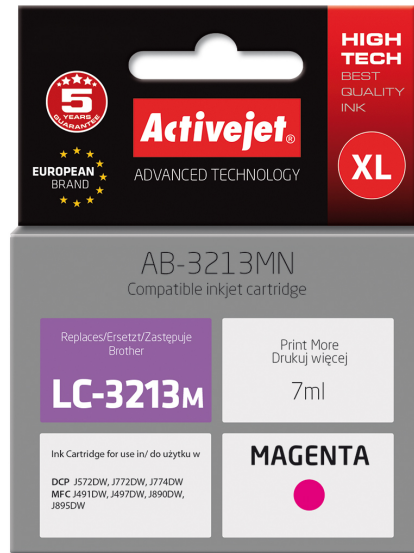 HIGH
TECH
BEST
QUALITY
INK
5
YEARS
GUARANTEE
Activejet®
EUROPEAN
BRAND
ADVANCED TECHNOLOGY
XL
AB-3213MN
Compatible inkjet cartridge
Replaces/Ersetzt/Zastępuje
Brother
LC-3213M
Print More
Drukuj więcej
7ml
Ink Cartridge for use in/ do użytku w
DCP J572DW, J772DW, J774DW
MFC J491DW, J497DW, J890DW,
J895DW
MAGENTA